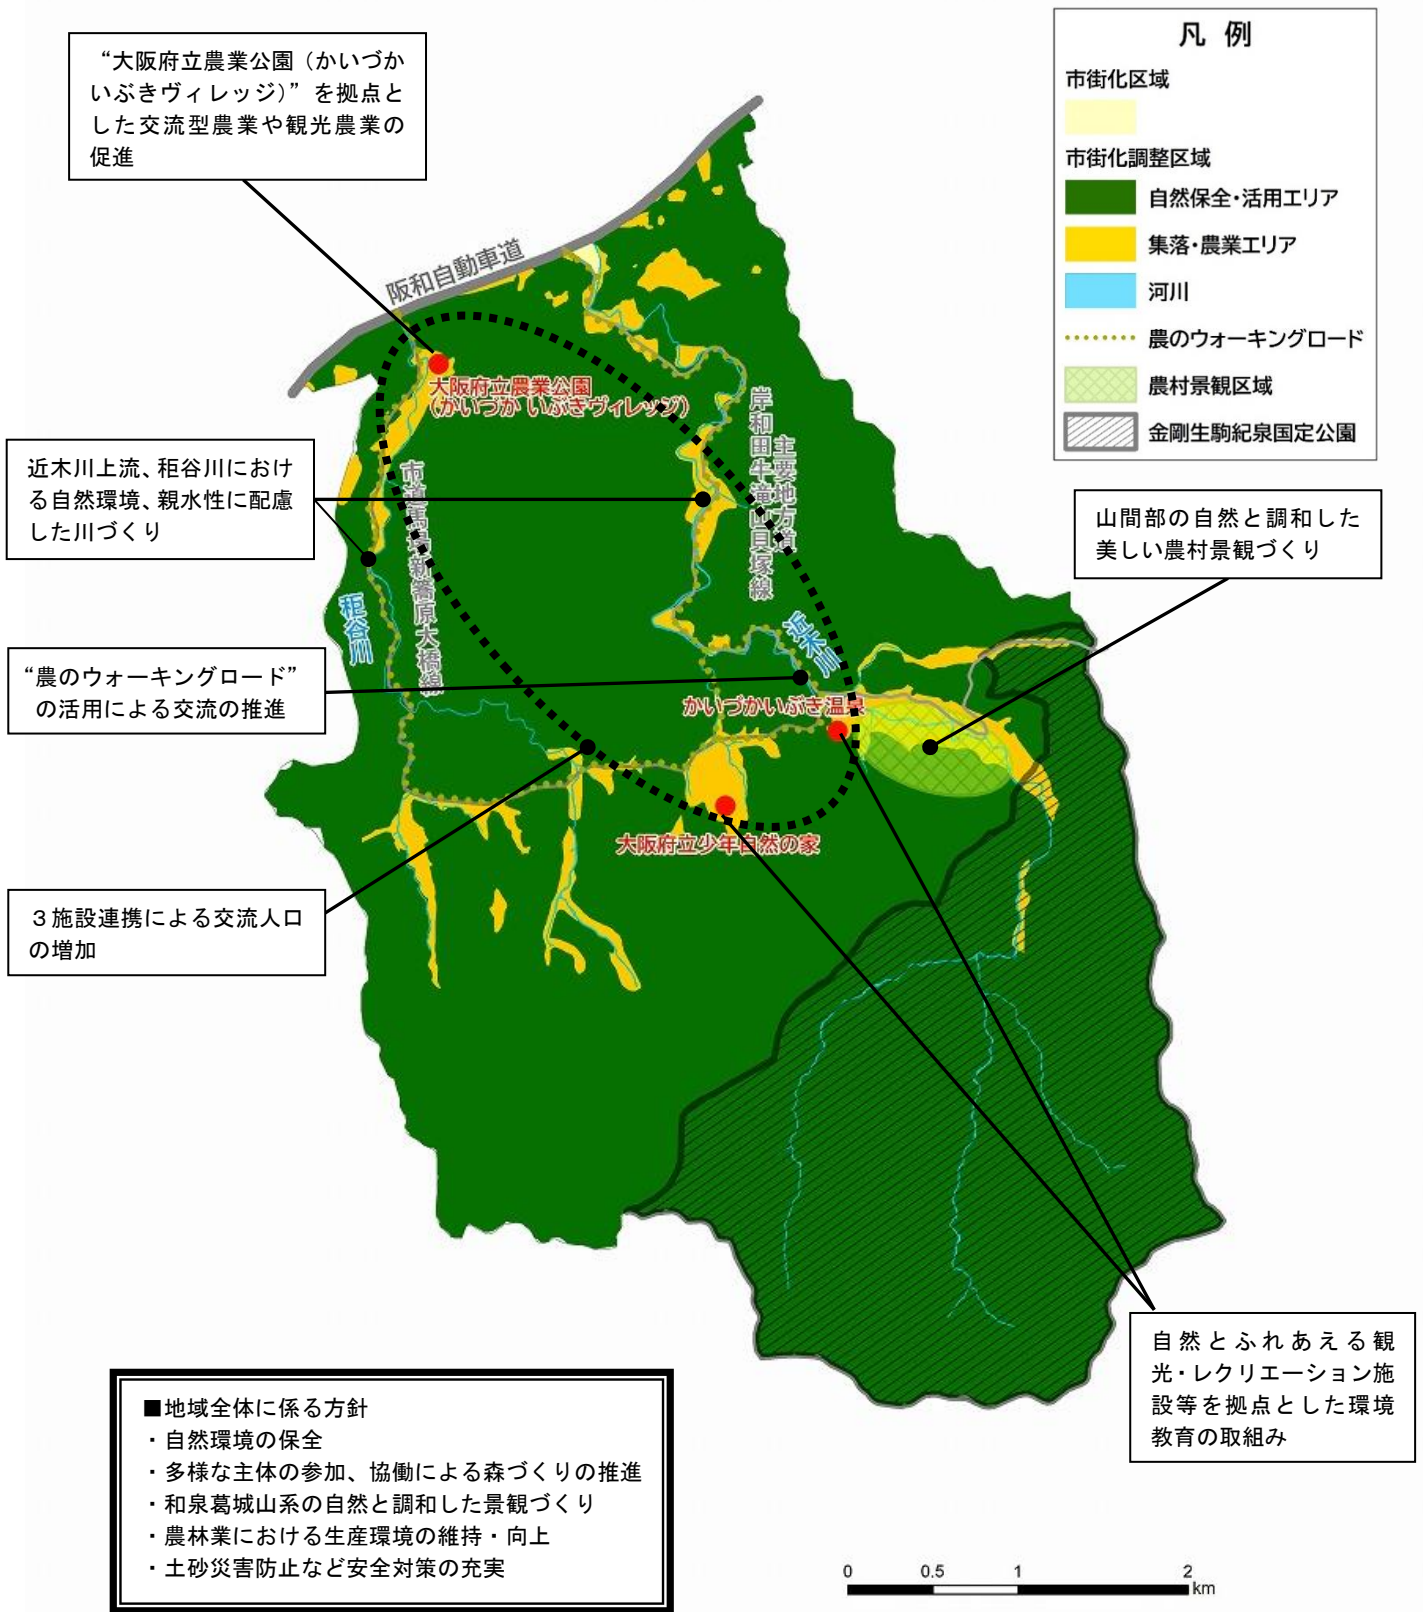 “大阪府立農業公園（かいづか
いぶきヴィレッジ）”を拠点と
した交流型農業や観光農業の
促進
凡 例
市街化区域
市街化調整区域
自然保全・活用エリア
集落・農業エリア
河川
農のウォーキングロード
農村景観区域
金剛生駒紀泉国定公園
阪和自動車道
大阪府立農業公園
（かいづか いぶきヴィレッジ）
主要地方道
岸和田牛滝山貝塚線
近木川上流、秬谷川におけ
る自然環境、親水性に配慮
した川づくり
市道馬場新蕎原大橋線
山間部の自然と調和した
美しい農村景観づくり
秬谷川
近木川
“農のウォーキングロード”
の活用による交流の推進
かいづかいぶき温泉
大阪府立少年自然の家
３施設連携による交流人口
の増加
自然とふれあえる観
光・レクリエーション施
設等を拠点とした環境
教育の取組み
■地域全体に係る方針
・自然環境の保全
・多様な主体の参加、協働による森づくりの推進
・和泉葛城山系の自然と調和した景観づくり
・農林業における生産環境の維持・向上
・土砂災害防止など安全対策の充実
0 0.5 1 2
km